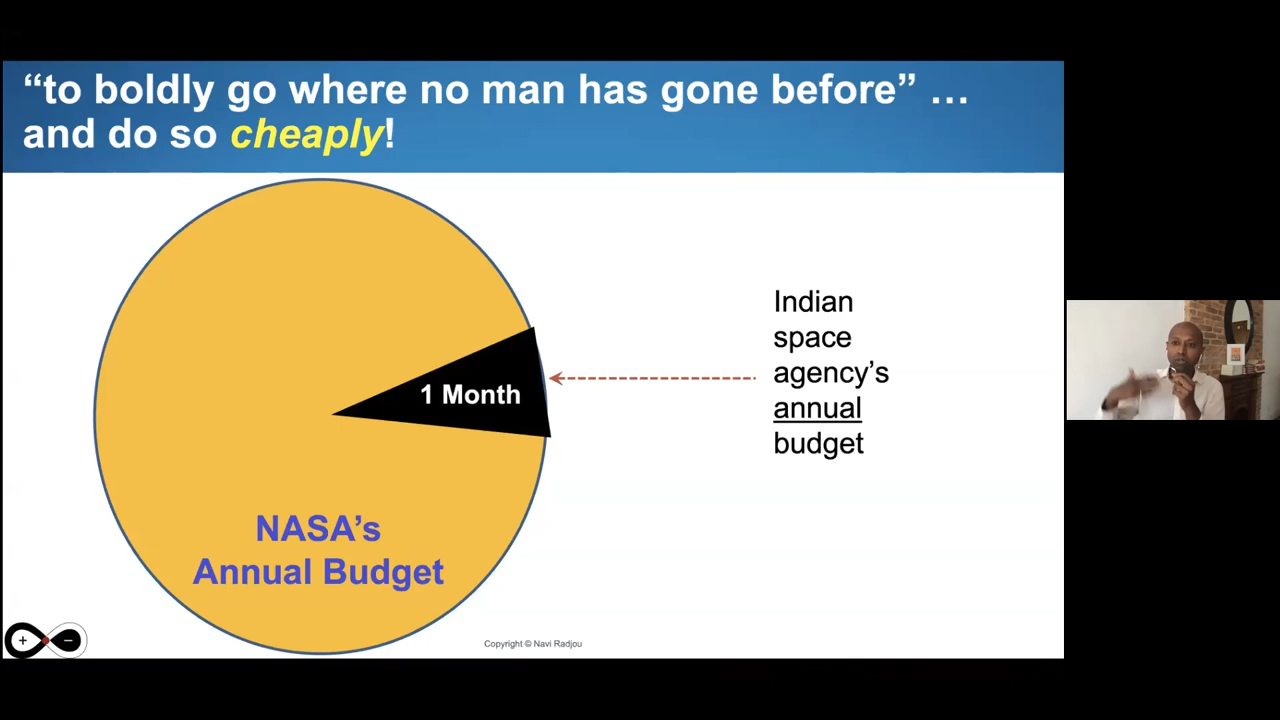 “to boldly go where no man has gone before” …
and do so cheaply!
1 Month
NASA’s
Annual Budget
Indian
space
agency’s
annual
budget
+ −
Copyright © Navi Radjou